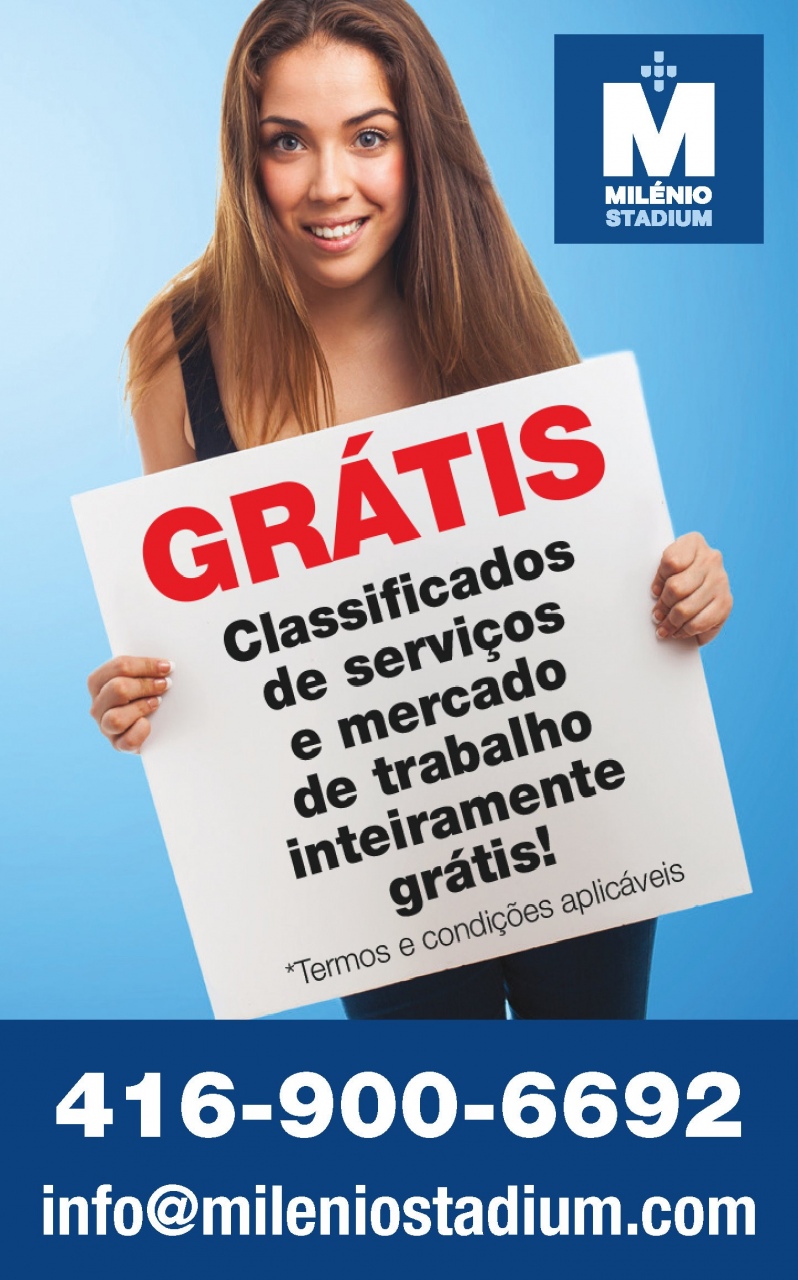 M
MILÉNIO
STADIUM
GRÁTIS
Classificados
de serviços
e mercado
de trabalho
inteiramente
grátis!
*Termos e condições aplicáveis
416-900-6692
info@mileniostadium.com